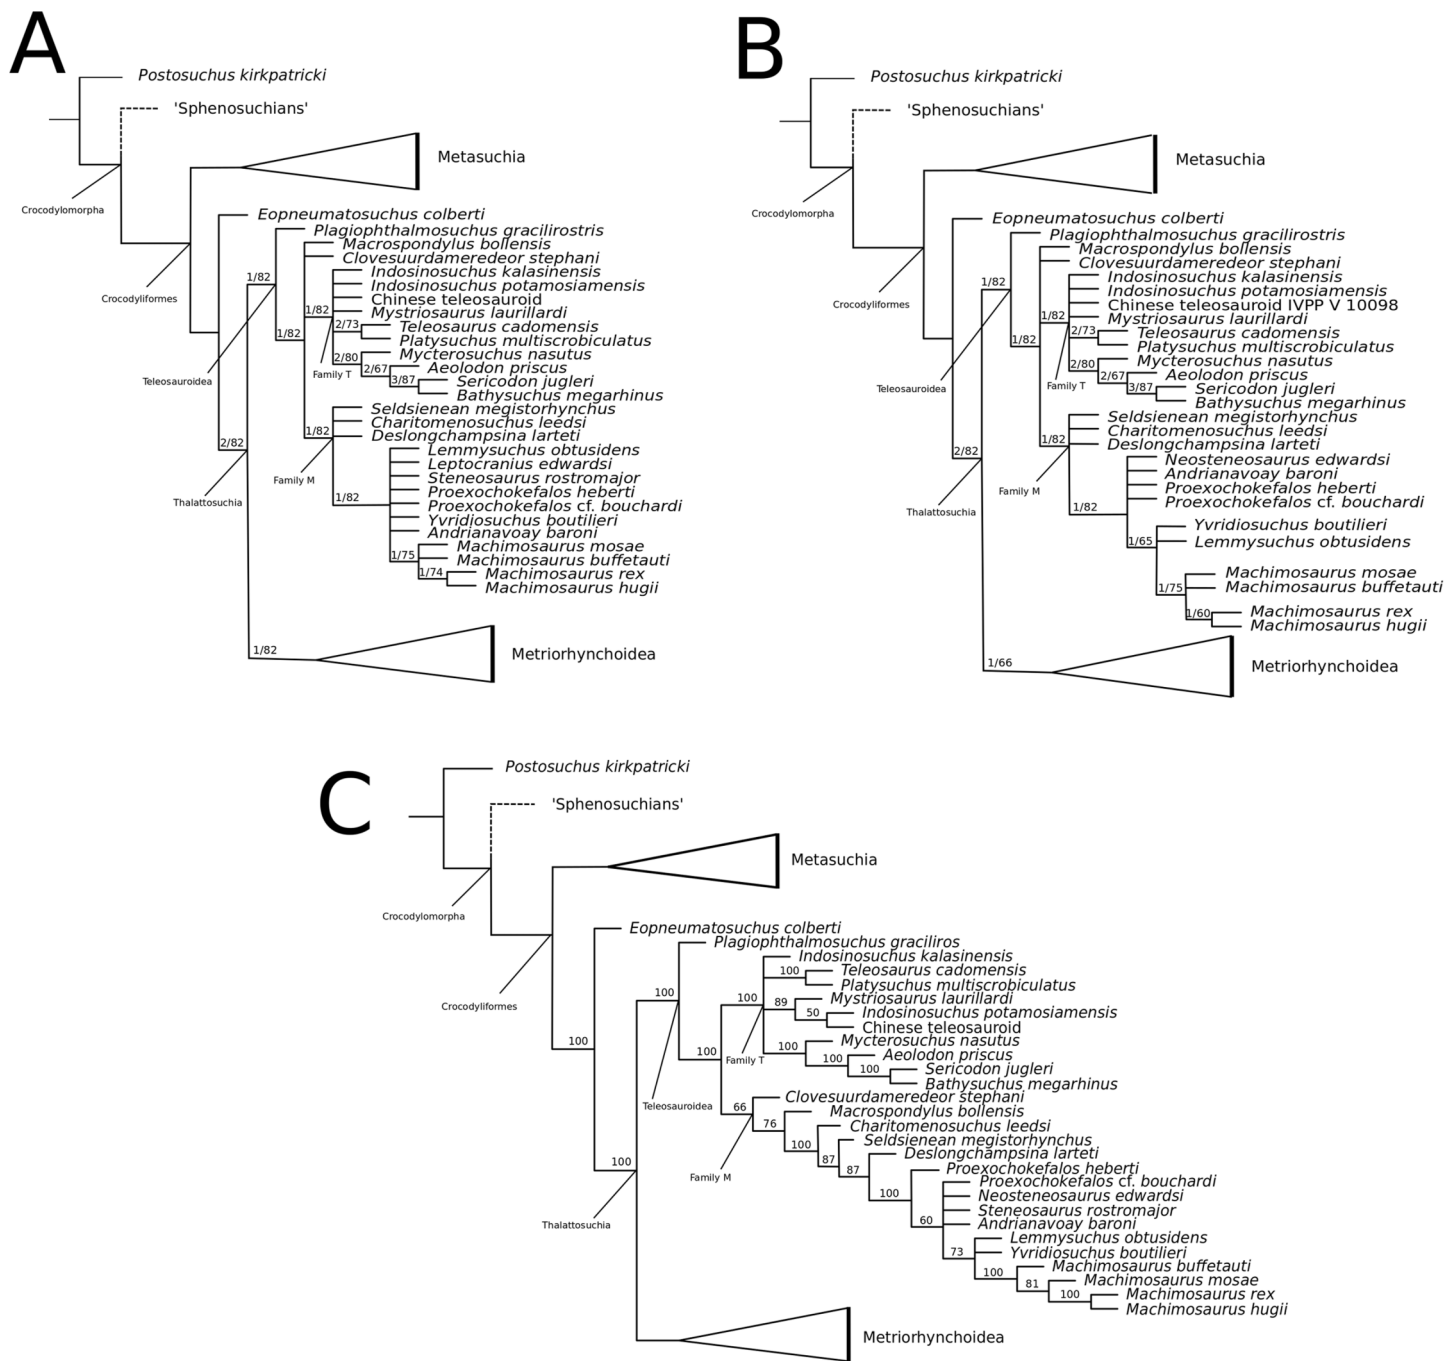 A
Postosuchus kirkpatricki
'Sphenosuchians'
Metasuchia
Crocodylomorpha
Eopneumatosuchus colberti
Plagiophthalmosuchus gracilirostris
Macrospondylus bollensis
Clovesuurdameredeor stephani
Indosinosuchus kalasinensis
1/82
Indosinosuchus potamosiamensis
Crocodyliformes
Chinese teleosauroid
1/82
Mystriosaurus laurillardi
2/73
Teleosaurus cadomensis
1/82
Platysuchus multiscrobiculatus
2/80
Mycterosuchus nasutus
2/67
Aeolodon priscus
Family T
Teleosauroidea
3/87
Sericodon jugleri
Bathysuchus megarhinus
Seldsienean megistorhynchus
Charitomenosuchus leedsi
1/82
Deslongchampsina larteti
2/82
Lemmysuchus obtusidens
Leptocranius edwardsi
Family M
Steneosaurus rostromajor
Proexochokefalos heberti
1/82
Thalattosuchia
Proexochokefalos cf. bouchardi
Yvridiosuchus boutilieri
Andrianavoay baroni
Machimosaurus mosae
1/75
Machimosaurus buffetauti
1/74
Machimosaurus rex
Machimosaurus hugii
1/82
Metriorhynchoidea
B
Postosuchus kirkpatricki
'Sphenosuchians'
Metasuchia
Crocodylomorpha
Eopneumatosuchus colberti
Plagiophthalmosuchus gracilirostris
Macrospondylus bollensis
Clovesuurdameredeor stephani
Indosinosuchus kalasinensis
1/82
Indosinosuchus potamosiamensis
Crocodyliformes
Chinese teleosauroid IVPP V 10098
1/82
Mystriosaurus laurillardi
2/73
Teleosaurus cadomensis
1/82
Platysuchus multiscrobiculatus
2/80
Mycterosuchus nasutus
2/67
Aeolodon priscus
Family T
Teleosauroidea
3/87
Sericodon jugleri
Bathysuchus megarhinus
Seldsienean megistorhynchus
Charitomenosuchus leedsi
1/82
Deslongchampsina larteti
2/82
Neosteneosaurus edwardsi
Andrianavoay baroni
Family M
Proexochokefalos heberti
Proexochokefalos cf. bouchardi
1/82
Thalattosuchia
Yvridiosuchus boutilieri
1/65
Lemmysuchus obtusidens
Machimosaurus mosae
1/75
Machimosaurus buffetauti
1/60
Machimosaurus rex
Machimosaurus hugii
1/66
Metriorhynchoidea
C
Postosuchus kirkpatricki
'Sphenosuchians'
Metasuchia
Crocodylomorpha
Eopneumatosuchus colberti
Plagiophthalmosuchus graciliros
Indosinosuchus kalasinensis
100
Teleosaurus cadomensis
Platysuchus multiscrobiculatus
100
100
89
Mystriosaurus laurillardi
Crocodyliformes
50
Indosinosuchus potamosiamensis
Chinese teleosauroid
100
100
Mycterosuchus nasutus
100
Family T
100
Aeolodon priscus
100
Sericodon jugleri
Bathysuchus megarhinus
Teleosauroidea
66
Clovesuurdameredeor stephani
76
Macrospondylus bollensis
Charitomenosuchus leedsi
100
Seldsienean megistorhynchus
87
Deslongchampsina larteti
100
87
Family M
Proexochokefalos heberti
Proexochokefalos cf. bouchardi
100
Neosteneosaurus edwardsi
Steneosaurus rostromajor
Thalattosuchia
60
Andrianavoay baroni
Lemmysuchus obtusidens
73
Yvridiosuchus boutilieri
100
Machimosaurus buffetauti
81
Machimosaurus mosae
100
Machimosaurus rex
Machimosaurus hugii
Metriorhynchoidea